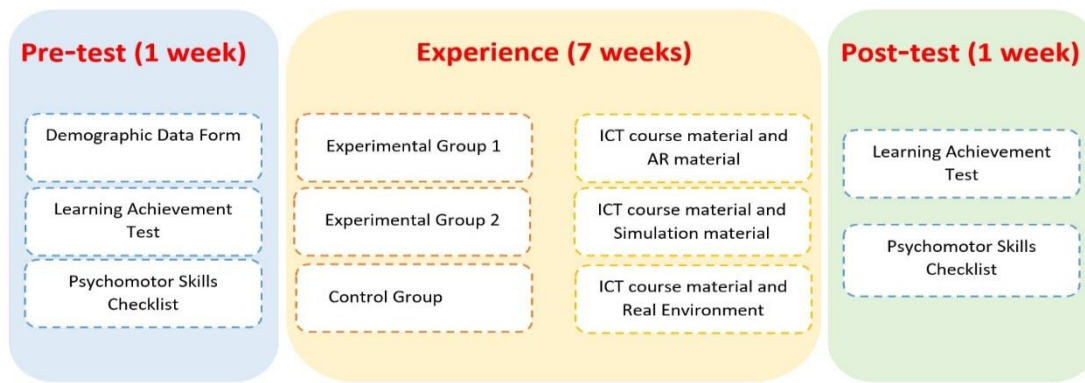 Pre-test (1 week)
Demographic Data Form
Learning Achievement
Test
Psychomotor Skills
Checklist
Experience (7 weeks)
Experimental Group 1
ICT course material and
AR material
Experimental Group 2
ICT course material and
Simulation material
Control Group
ICT course material and
Real Environment
Post-test (1 week)
Learning Achievement
Test
Psychomotor Skills
Checklist